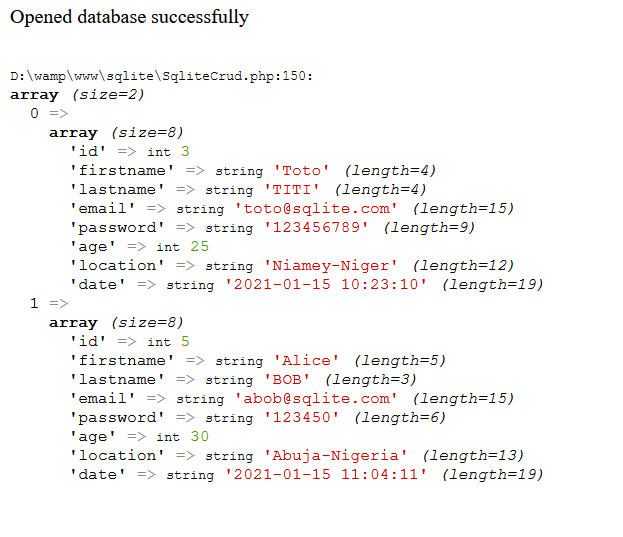 Opened database successfully
D:\wamp\www\sqlite\SqliteCrud.php:150:
array (size=2)
0 =>
array (size=8)
'id' => int 3
'firstname' => string 'Toto' (length=4)
'lastname' => string 'TITI' (length=4)
'email' => string 'toto@sqlite.com' (length=15)
'password' => string '123456789' (length=9)
'age' => int 25
'location' => string 'Niamey-Niger' (length=12)
'date' => string '2021-01-15 10:23:10' (length=19)
1 =>
array (size=8)
'id' => int 5
'firstname' => string 'Alice' (length=5)
'lastname' => string 'BOB' (length=3)
'email' => string 'abob@sqlite.com' (length=15)
'password' => string '123450' (length=6)
'age' => int 30
'location' => string 'Abuja-Nigeria' (length=13)
'date' => string '2021-01-15 11:04:11' (length=19)